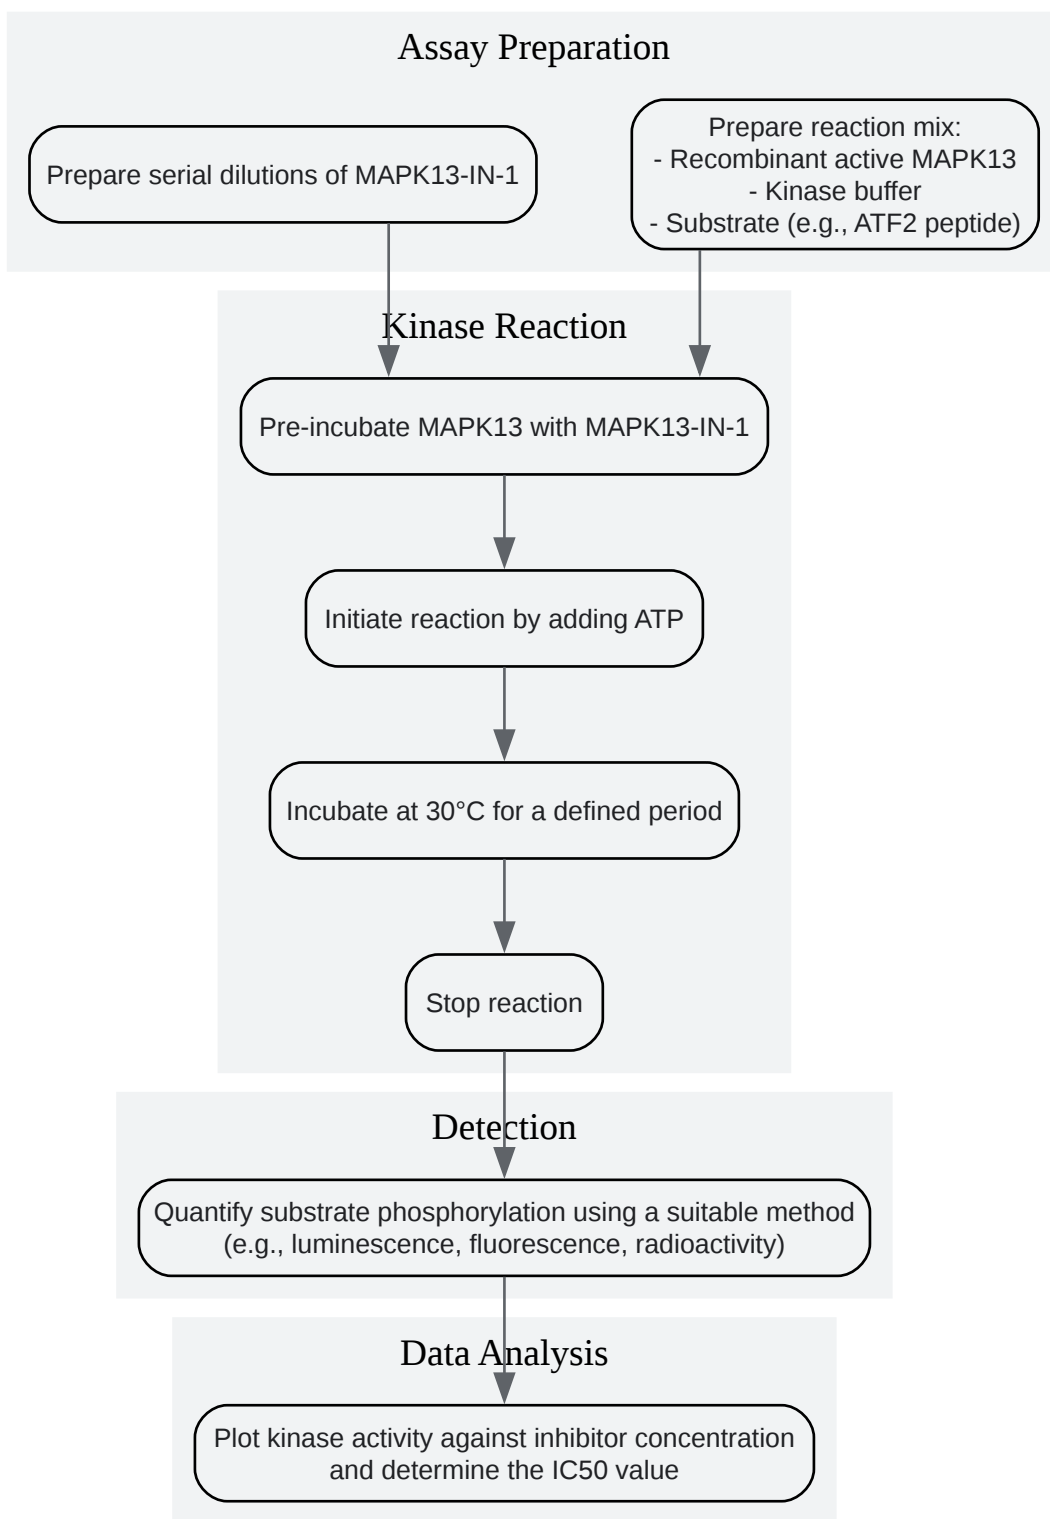 Assay Preparation
Prepare serial dilutions of MAPK13-IN-1
Prepare reaction mix:
- Recombinant active MAPK13
- Kinase buffer
- Substrate (e.g., ATF2 peptide)
Kinase Reaction
Pre-incubate MAPK13 with MAPK13-IN-1
Initiate reaction by adding ATP
Incubate at 30°C for a defined period
Stop reaction
Detection
Quantify substrate phosphorylation using a suitable method
(e.g., luminescence, fluorescence, radioactivity)
Data Analysis
Plot kinase activity against inhibitor concentration
and determine the IC50 value